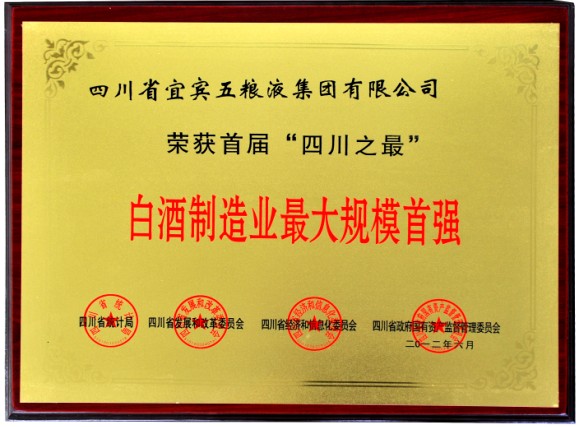 四川省宜宾五粮液集团有限公司
荣获首届“四川之最”
白酒制造业最大规模首强
四川省统计局 四川省发展和改革委员会 四川省经济和信息化委员会 四川省政府国有资产监督管理委员会
二〇一二年六月